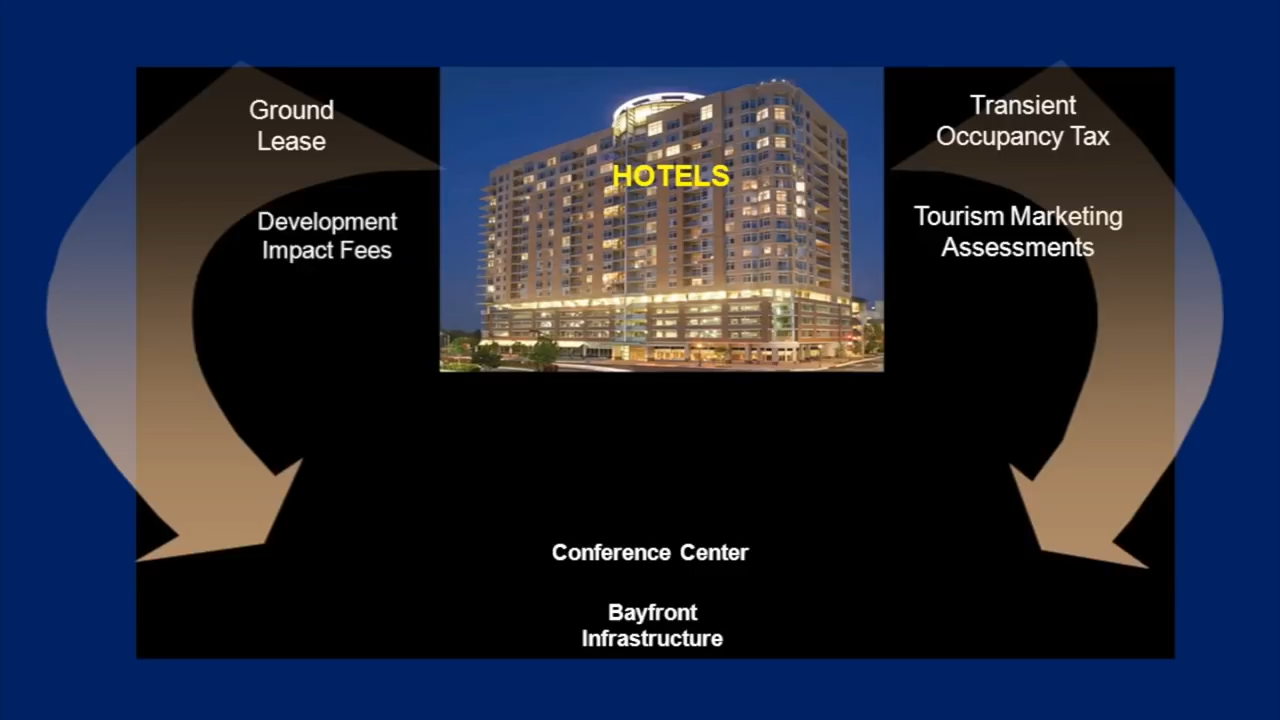 Ground
Lease
Development
Impact Fees
HOTELS
Transient
Occupancy Tax
Tourism Marketing
Assessments
Conference Center
Bayfront
Infrastructure